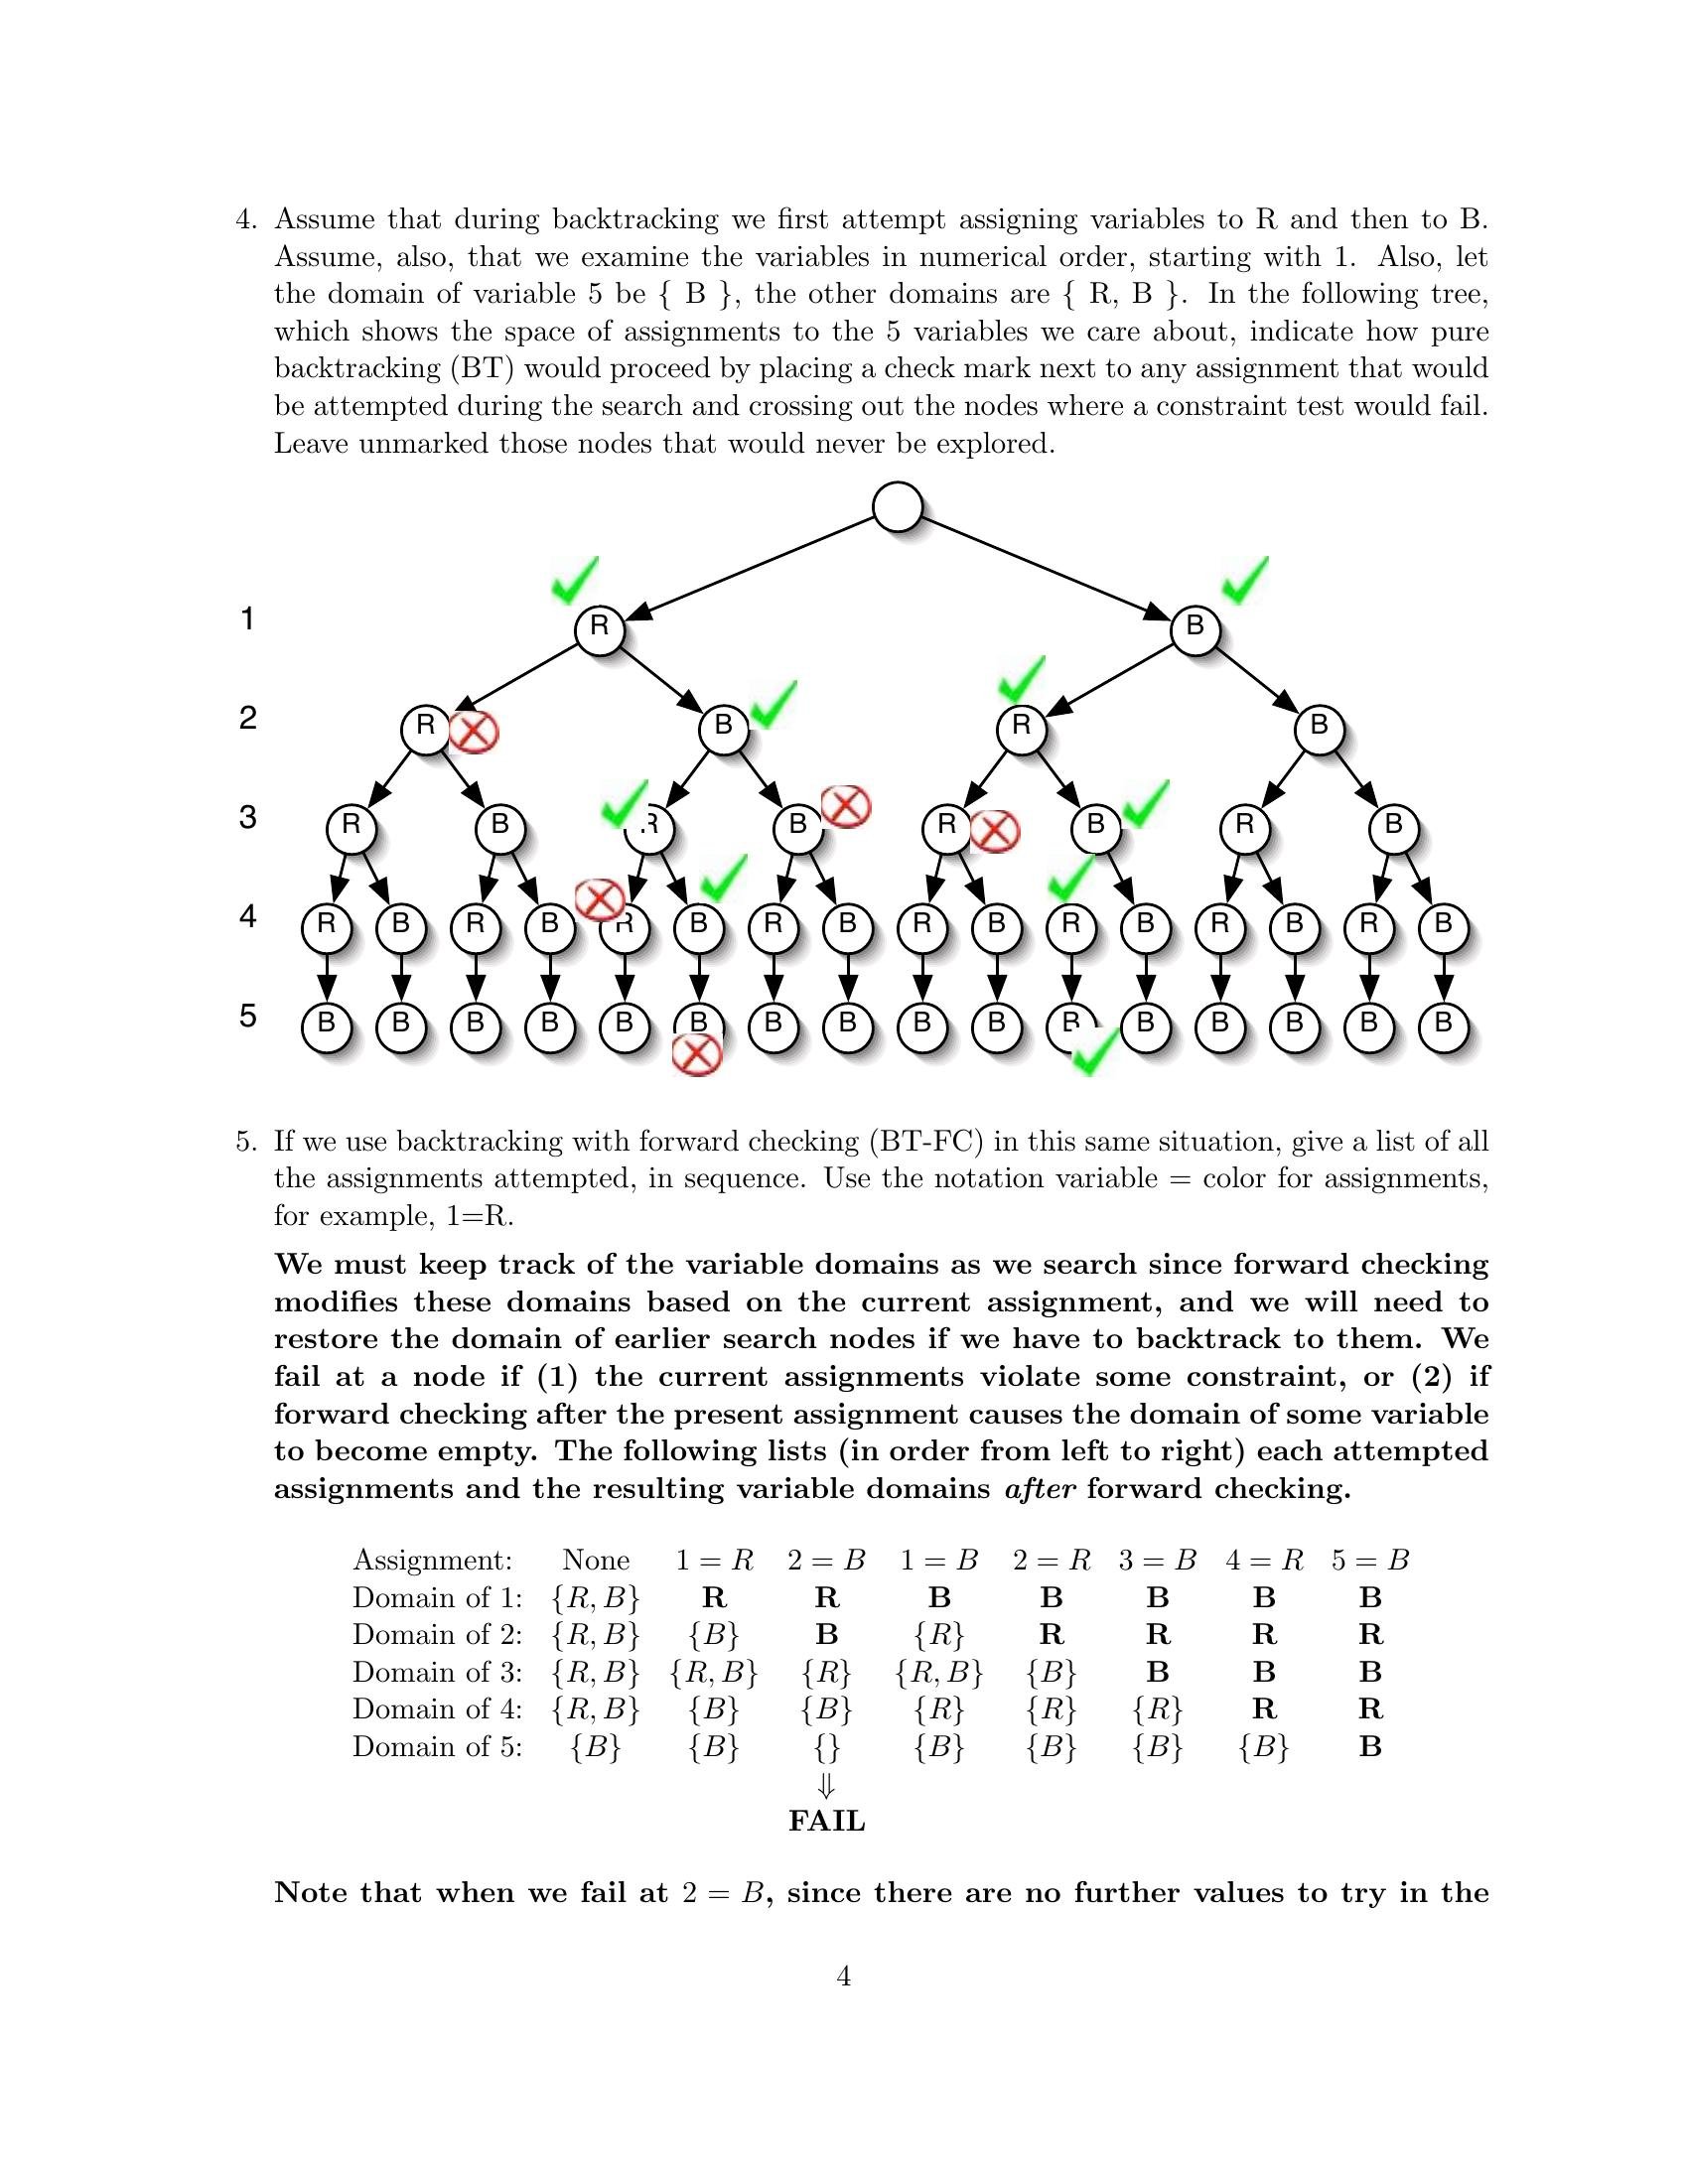 4. Assume that during backtracking we first attempt assigning variables to R and then to B.
Assume, also, that we examine the variables in numerical order, starting with 1. Also, let
the domain of variable 5 be { B }, the other domains are { R, B }. In the following tree,
which shows the space of assignments to the 5 variables we care about, indicate how pure
backtracking (BT) would proceed by placing a check mark next to any assignment that would
be attempted during the search and crossing out the nodes where a constraint test would fail.
Leave unmarked those nodes that would never be explored.
1 R B
2 R B R B
3 R B R B R B R B
4 R B R B R B R B R B R B R B R B
5 B B B B B B B B B B B B B B B B
5. If we use backtracking with forward checking (BT-FC) in this same situation, give a list of all
the assignments attempted, in sequence. Use the notation variable = color for assignments,
for example, 1=R.
We must keep track of the variable domains as we search since forward checking
modifies these domains based on the current assignment, and we will need to
restore the domain of earlier search nodes if we have to backtrack to them. We
fail at a node if (1) the current assignments violate some constraint, or (2) if
forward checking after the present assignment causes the domain of some variable
to become empty. The following lists (in order from left to right) each attempted
assignments and the resulting variable domains after forward checking.
Assignment: None 1 = R 2 = B 1 = B 2 = R 3 = B 4 = R 5 = B
Domain of 1: {R, B} R R B B B B B
Domain of 2: {R, B} {B} B {R} R R R R
Domain of 3: {R, B} {R, B} {R} {R, B} {B} B B B
Domain of 4: {R, B} {B} {B} {R} {R} {R} R R
Domain of 5: {B} {B} {} {B} {B} {B} {B} B
⇓
FAIL
Note that when we fail at 2 = B, since there are no further values to try in the
4